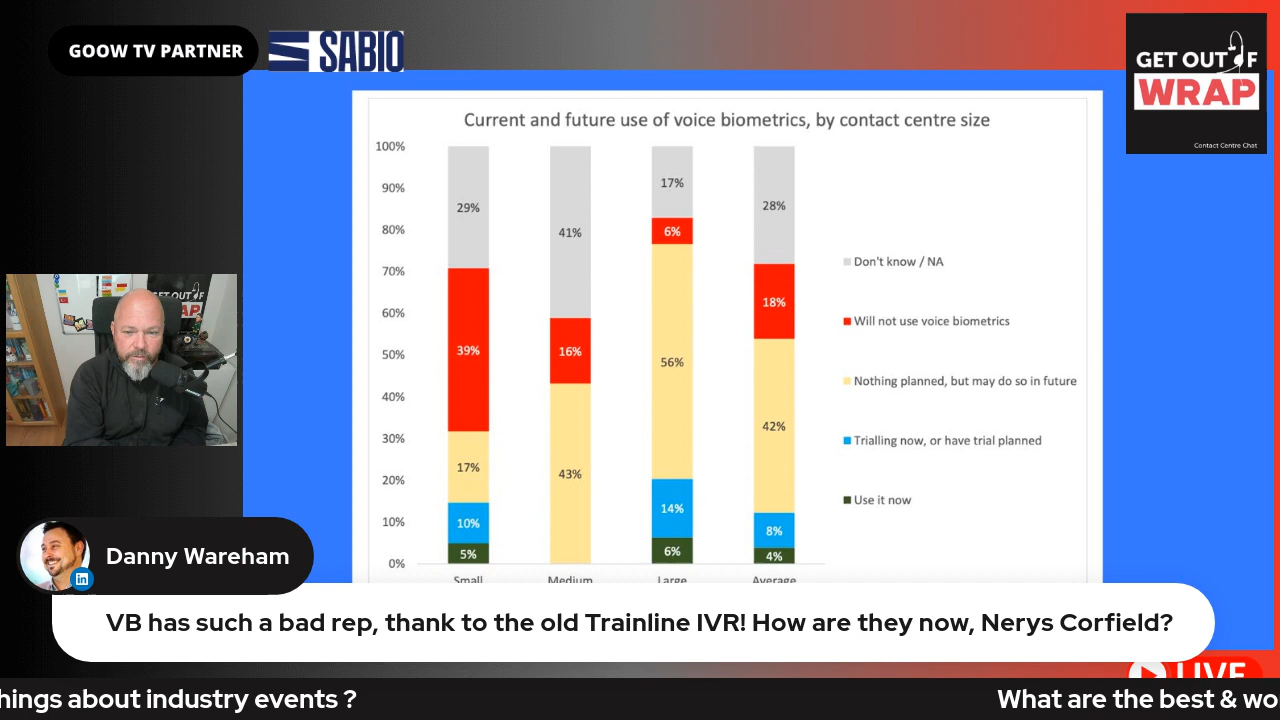 GOOW TV PARTNER
SABIO
GET OUT OF
WRAP
Contact Centre Chat
Current and future use of voice biometrics, by contact centre size
100%
90%
80%
70%
60%
50%
40%
30%
20%
10%
0%
29%
39%
17%
10%
5%
41%
16%
43%
17%
6%
56%
14%
6%
28%
18%
42%
8%
4%
Small
Medium
Large
Average
Don't know / NA
Will not use voice biometrics
Nothing planned, but may do so in future
Trialling now, or have trial planned
Use it now
GET OUT OF
Danny Wareham
in
VB has such a bad rep, thank to the old Trainline IVR! How are they now, Nerys Corfield?
LIVE
hings about industry events ?
What are the best & wo